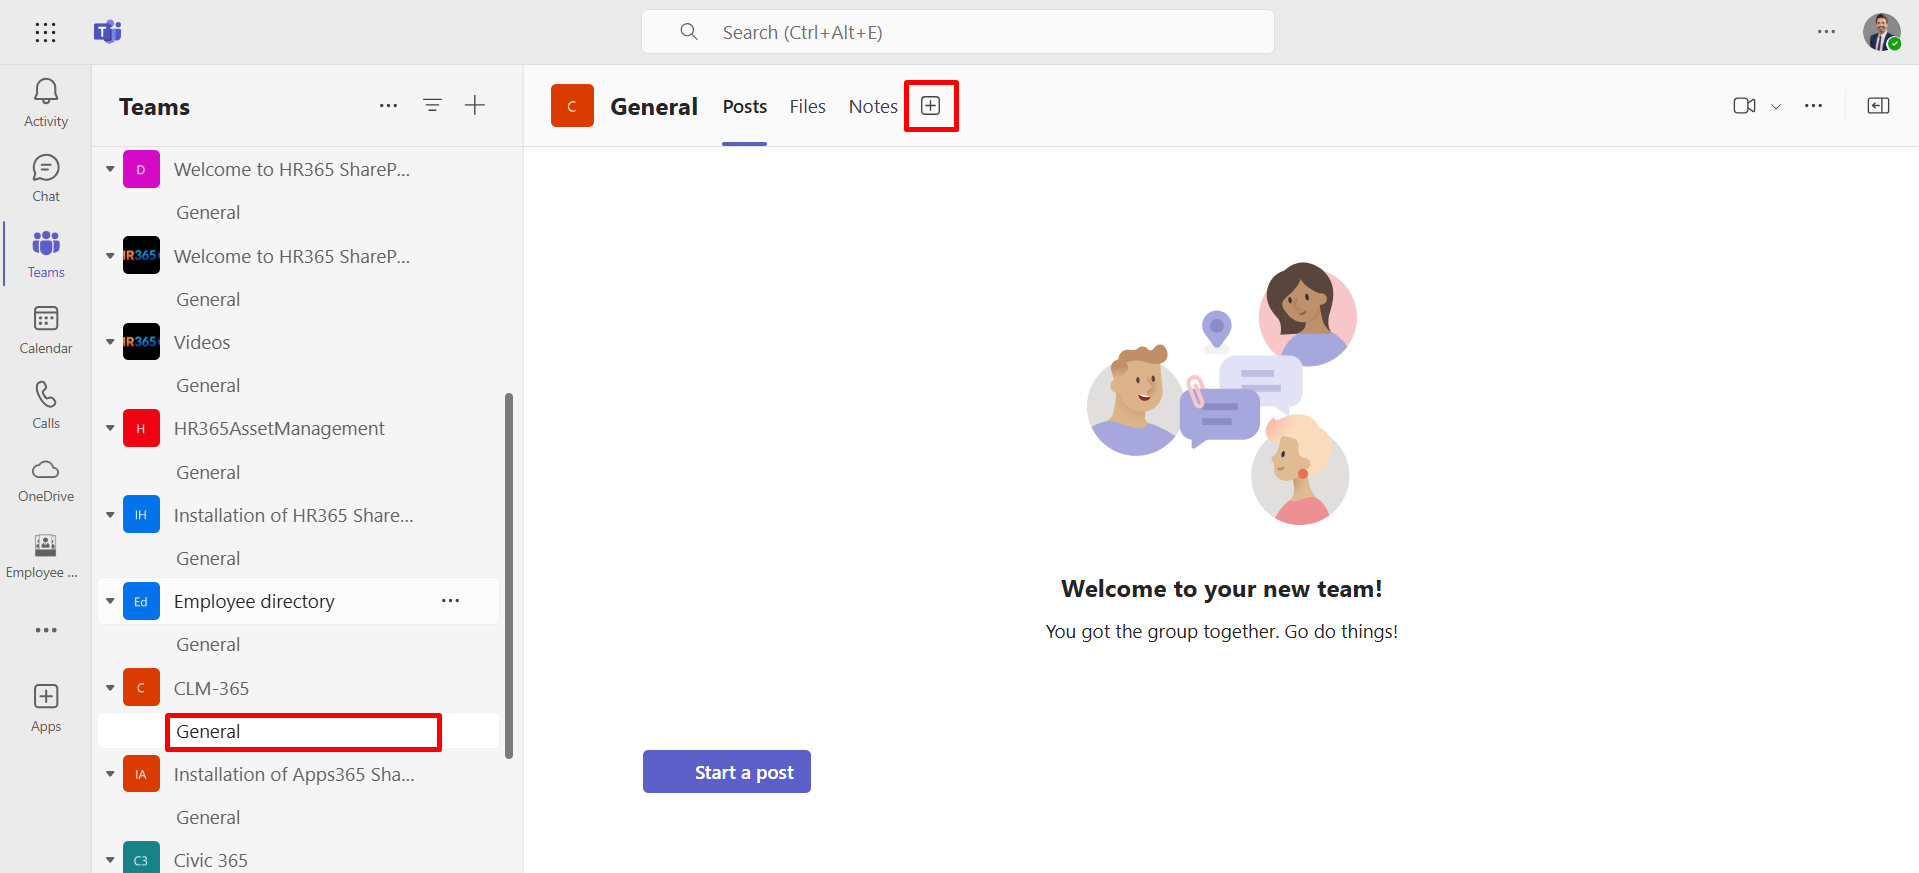 Search (Ctrl+Alt+E)
Activity
Chat
Teams
Calendar
Calls
OneDrive
Employee ...
Apps
Teams
D
Welcome to HR365 ShareP...
General
HR365
Welcome to HR365 ShareP...
General
HR365
Videos
General
H
HR365AssetManagement
General
IH
Installation of HR365 Share...
General
Ed
Employee directory
General
C
CLM-365
General
IA
Installation of Apps365 Sha...
General
C3
Civic 365
C
General
Posts
Files
Notes
Welcome to your new team!
You got the group together. Go do things!
Start a post